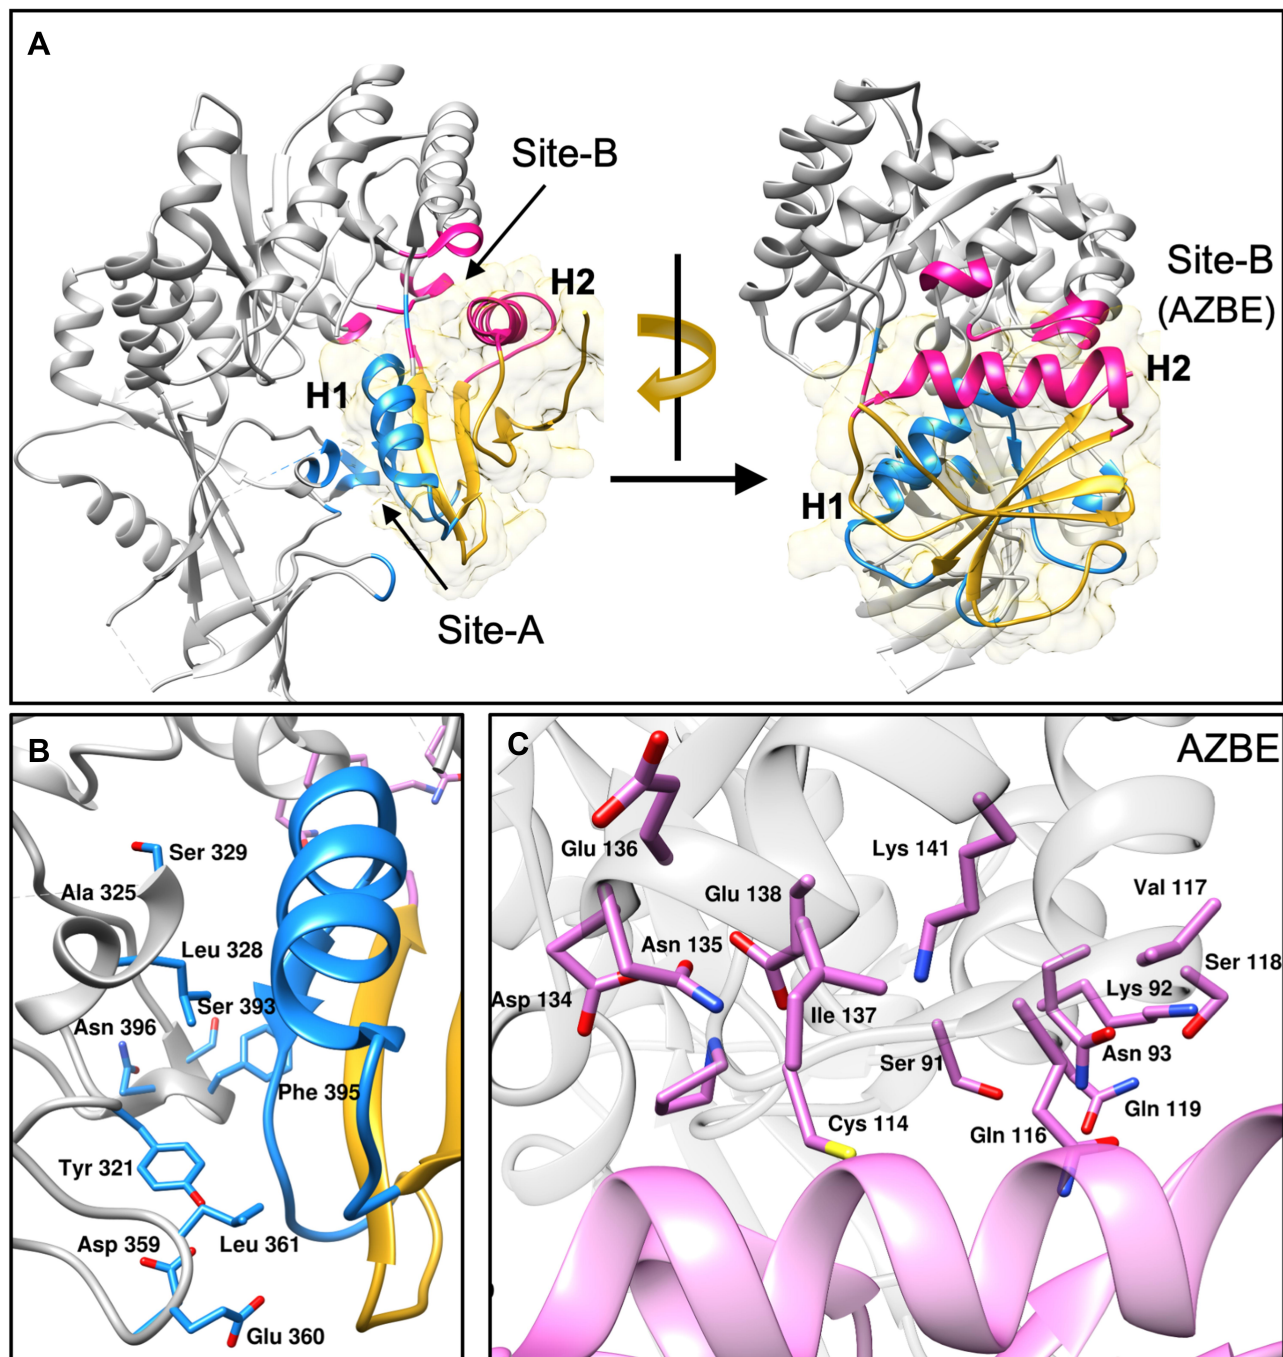 A
Site-B
H2
H1
Site-A
Site-B
(AZBE)
H2
H1
B
Ser 329
Ala 325
Leu 328
Ser 393
Asn 396
Phe 395
Tyr 321
Asp 359
Leu 361
Glu 360
C
AZBE
Glu 136
Lys 141
Glu 138
Val 117
Asn 135
Ser 118
Asp 134
Lys 92
Ile 137
Asn 93
Ser 91
Gln 119
Cys 114
Gln 116